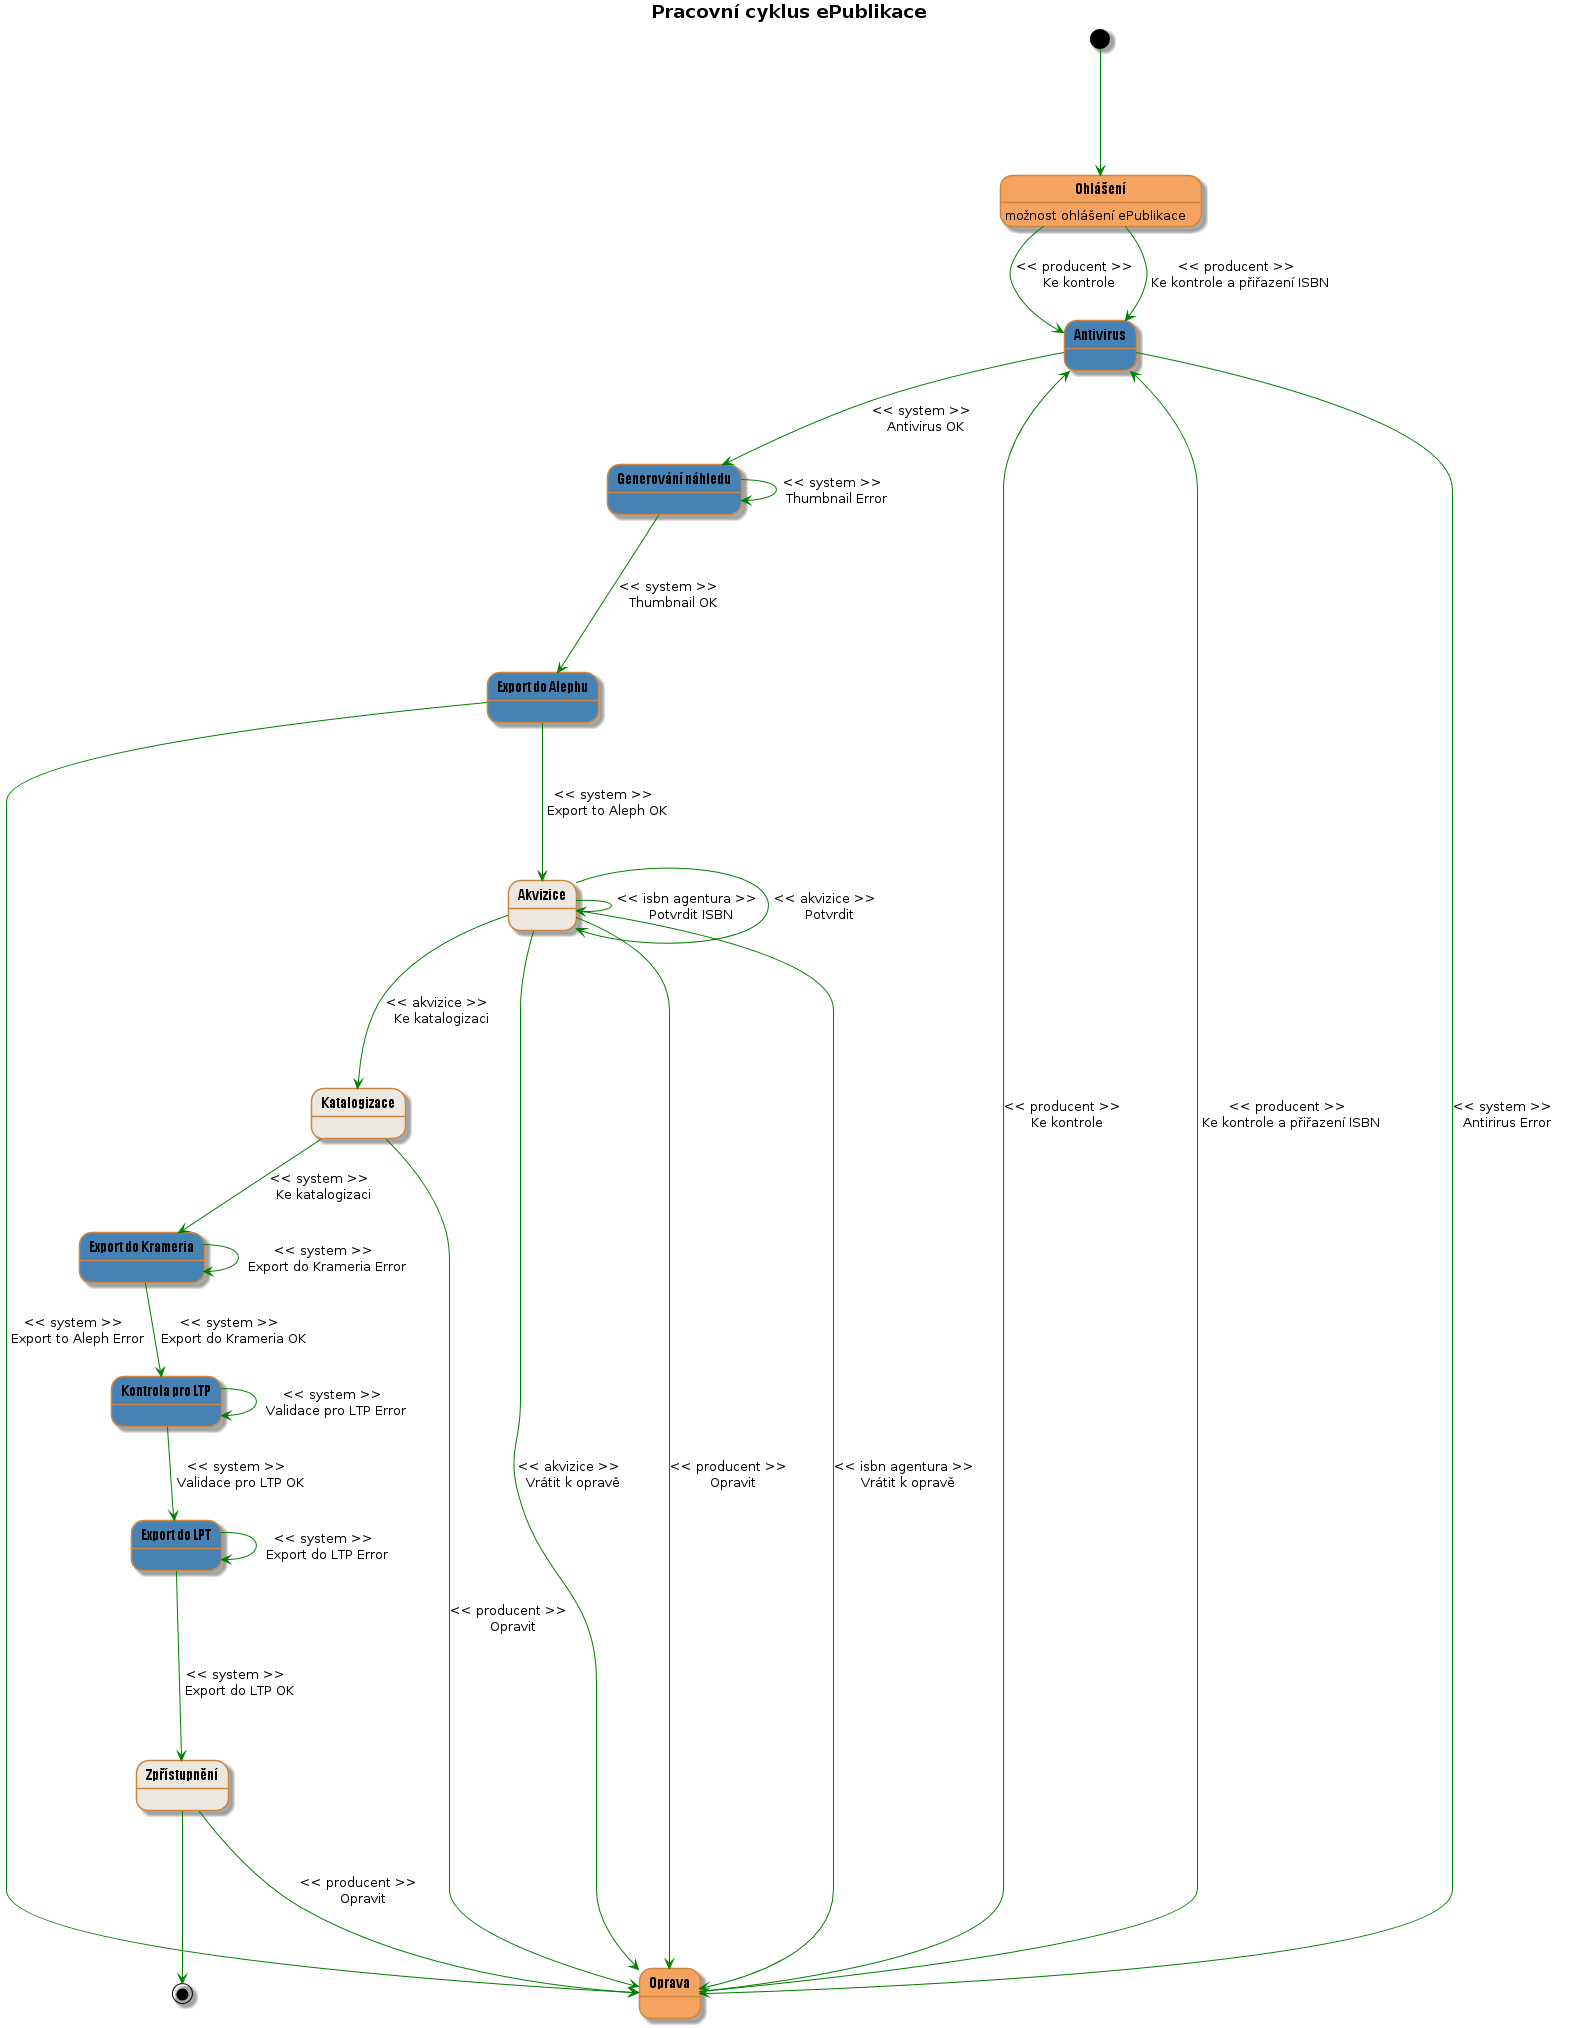 Pracovní cyklus ePublikace
Ohlášení
možnost ohlášení ePublikace
<< producent >>
Ke kontrole
<< producent >>
Ke kontrole a přiřazení ISBN
Antivirus
<< system >>
Antivirus OK
Generování náhledu
<< system >>
Thumbnail Error
<< system >>
Thumbnail OK
Export do Alephu
<< system >>
Export to Aleph OK
Akvizice
<< isbn agentura >>
Potvrdit ISBN
<< akvizice >>
Potvrdit
<< akvizice >>
Ke katalogizaci
Katalogizace
<< producent >>
Ke kontrole
<< producent >>
Ke kontrole a přiřazení ISBN
<< system >>
Antirirus Error
<< system >>
Ke katalogizaci
Export do Krameria
<< system >>
Export do Krameria Error
<< system >>
Export to Aleph Error
<< system >>
Export do Krameria OK
Kontrola pro LTP
<< system >>
Validace pro LTP Error
<< system >>
Validace pro LTP OK
<< akvizice >>
Vrátit k opravě
<< producent >>
Opravit
<< isbn agentura >>
Vrátit k opravě
Export do LPT
<< system >>
Export do LTP Error
<< producent >>
Opravit
<< system >>
Export do LTP OK
Zpřístupnění
<< producent >>
Opravit
Oprava